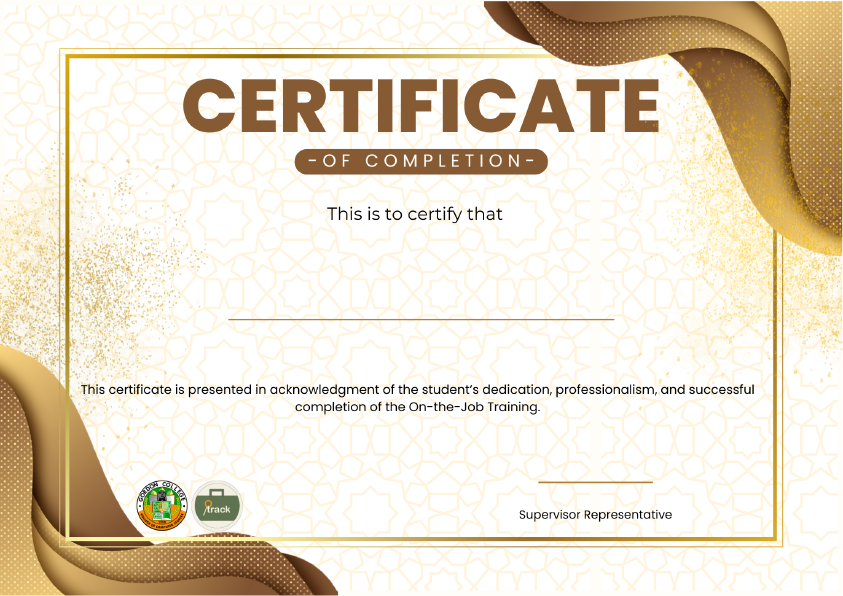 CERTIFICATE
-OF COMPLETION-
This is to certify that
This certificate is presented in acknowledgment of the student’s dedication, professionalism, and successful
completion of the On-the-Job Training.
GORDON COLLEGE
track
Supervisor Representative